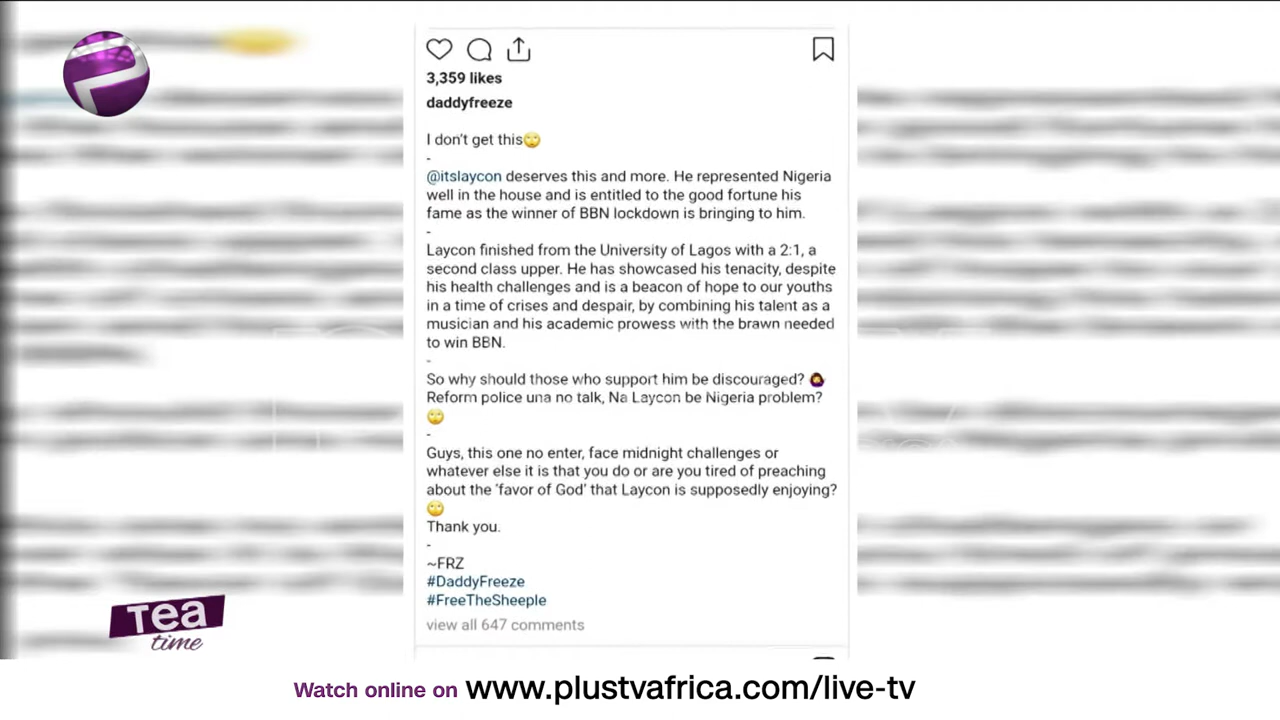 3,359 likes
daddyfreeze
I don't get this🙄
-
@itslaycon deserves this and more. He represented Nigeria
well in the house and is entitled to the good fortune his
fame as the winner of BBN lockdown is bringing to him.
-
Laycon finished from the University of Lagos with a 2:1, a
second class upper. He has showcased his tenacity, despite
his health challenges and is a beacon of hope to our youths
in a time of crises and despair, by combining his talent as a
musician and his academic prowess with the brawn needed
to win BBN.
-
So why should those who support him be discouraged? 🤦‍♀️
Reform police una no talk, Na Laycon be Nigeria problem?
🙄
-
Guys, this one no enter, face midnight challenges or
whatever else it is that you do or are you tired of preaching
about the 'favor of God' that Laycon is supposedly enjoying?
🙄
Thank you.
-
~FRZ
#DaddyFreeze
#FreeTheSheeple
view all 647 comments
Tea
time
Watch online on www.plustvafrica.com/live-tv